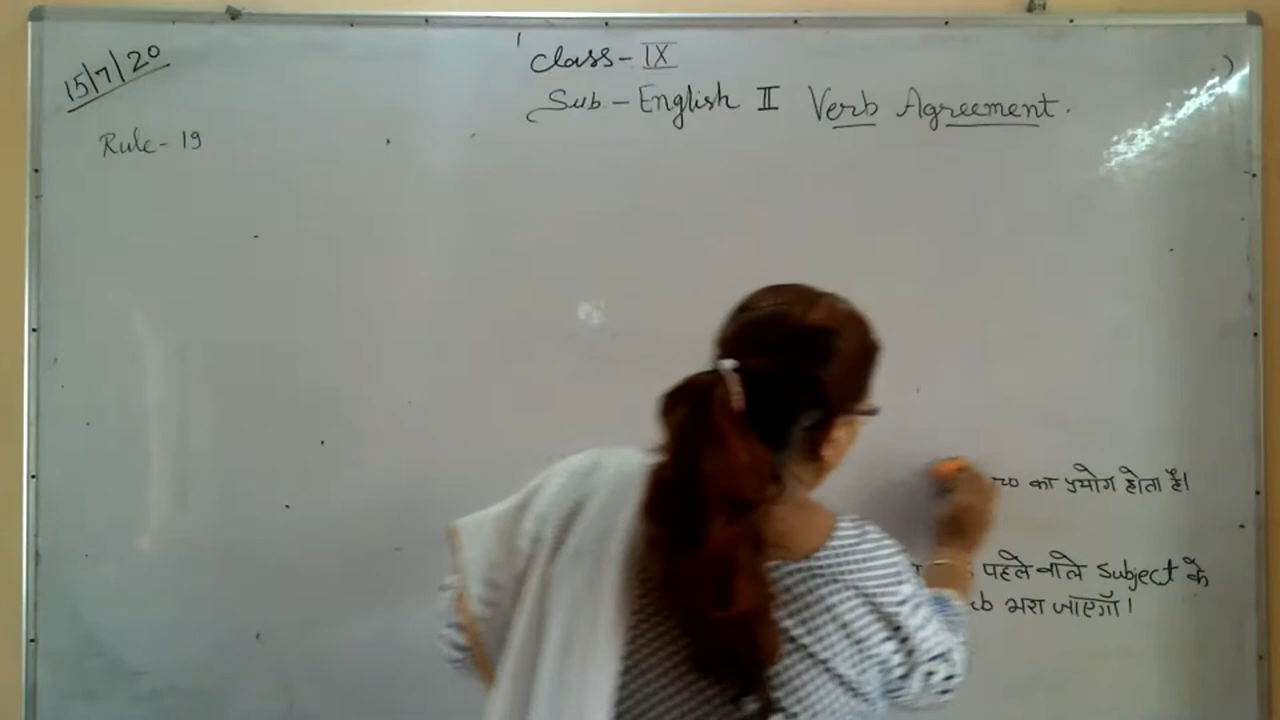 15/7/20
Class - IX
Sub - English II Verb Agreement.
Rule - 19
का प्रयोग होता है।
पहले वाले Subject के
भरा जाएगा।